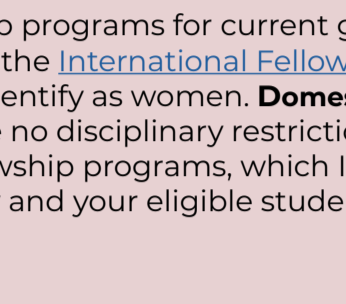 programs for current
the International Fellow
entify as women. Domes
no disciplinary restricti
wship programs, which I
and your eligible stude